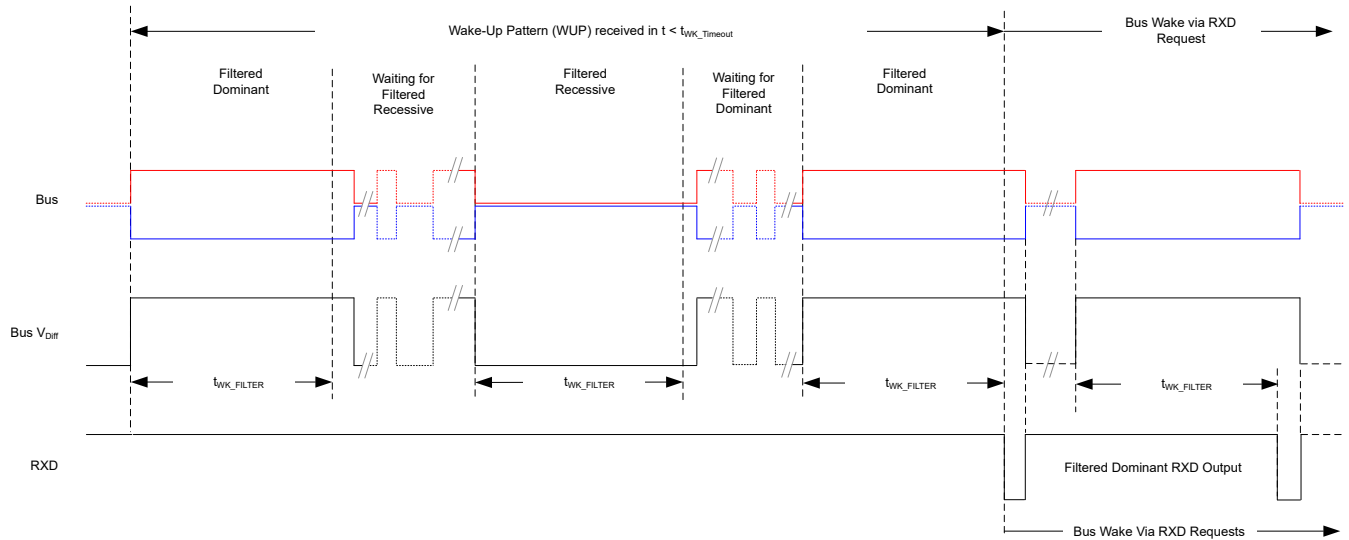 Wake-Up Pattern (WUP) received in t < tWK_Timeout
Bus Wake via RXD
Request
Filtered
Dominant
Waiting for
Filtered
Recessive
Filtered
Recessive
Waiting for
Filtered
Dominant
Filtered
Dominant
Bus
Bus VDiff
tWK_FILTER
tWK_FILTER
tWK_FILTER
tWK_FILTER
RXD
Filtered Dominant RXD Output
Bus Wake Via RXD Requests